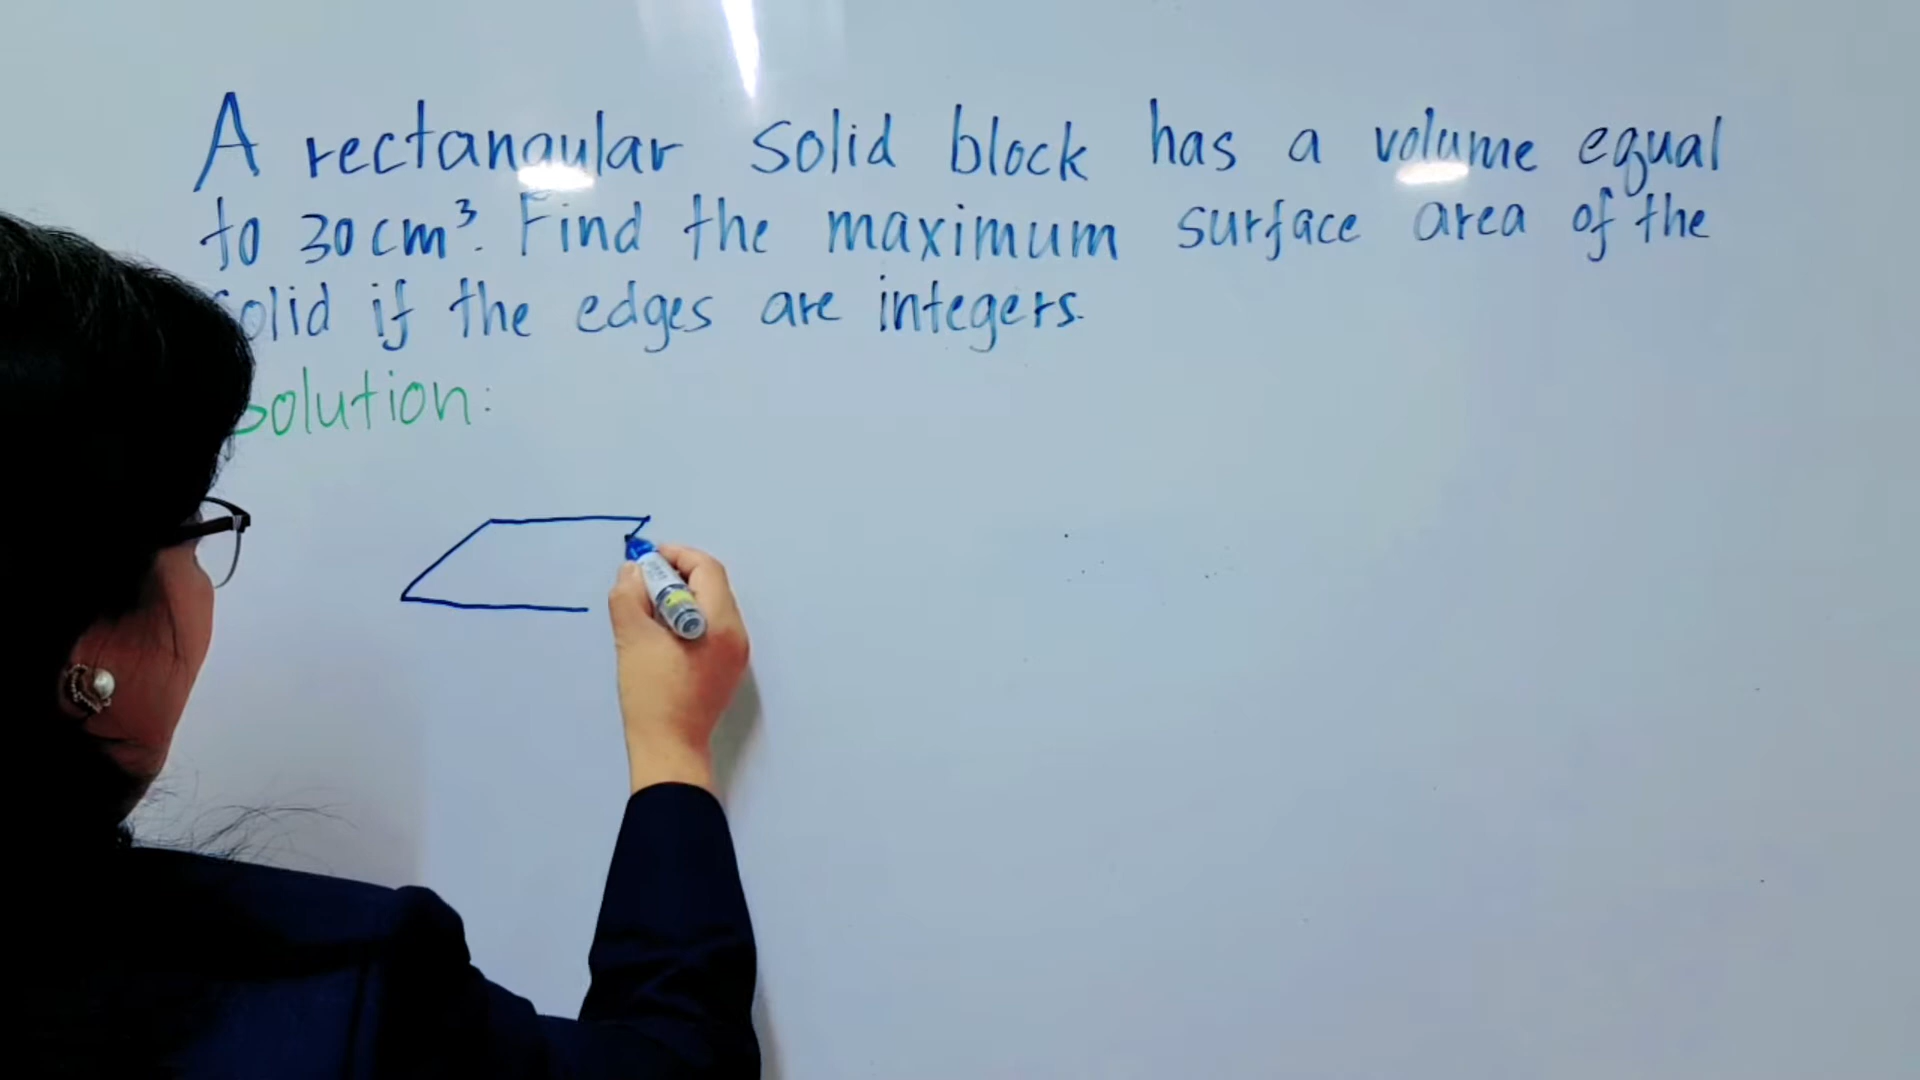 A rectangular solid block has a volume equal
to 30 cm³. Find the maximum surface area of the
solid if the edges are integers.
Solution: